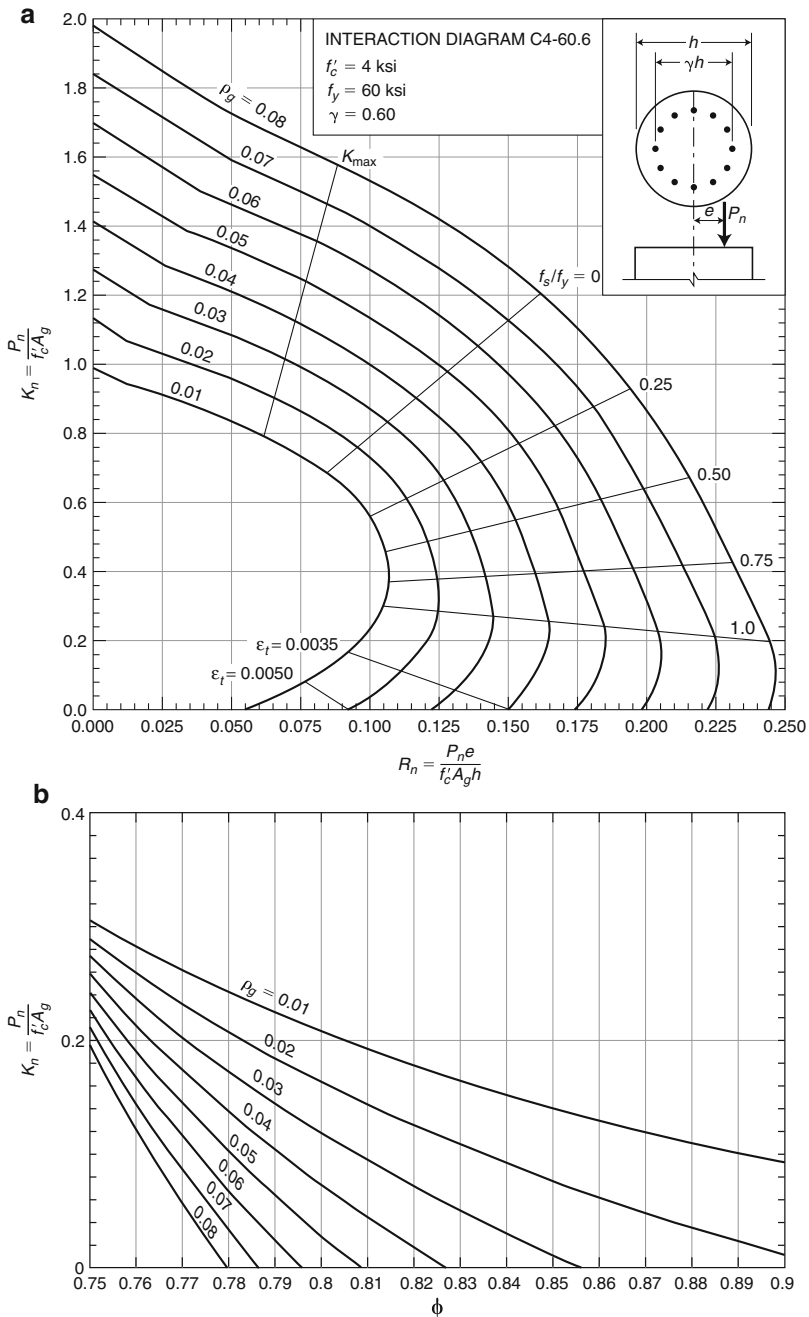 a
INTERACTION DIAGRAM C4-60.6
f′c = 4 ksi
fy = 60 ksi
γ = 0.60
h
γh
e
Pn
2.0
1.8
1.6
1.4
1.2
1.0
0.8
0.6
0.4
0.2
0.0
Kn = Pn / f′c Ag
ρg = 0.08
0.07
0.06
0.05
0.04
0.03
0.02
0.01
Kmax
fs/fy = 0
0.25
0.50
0.75
1.0
εt = 0.0035
εt = 0.0050
0.000
0.025
0.050
0.075
0.100
0.125
0.150
0.175
0.200
0.225
0.250
Rn = Pn e / f′c Ag h
b
0.4
0.2
0
Kn = Pn / f′c Ag
ρg = 0.01
0.02
0.03
0.04
0.05
0.06
0.07
0.08
0.75
0.76
0.77
0.78
0.79
0.8
0.81
0.82
0.83
0.84
0.85
0.86
0.87
0.88
0.89
0.9
ϕ